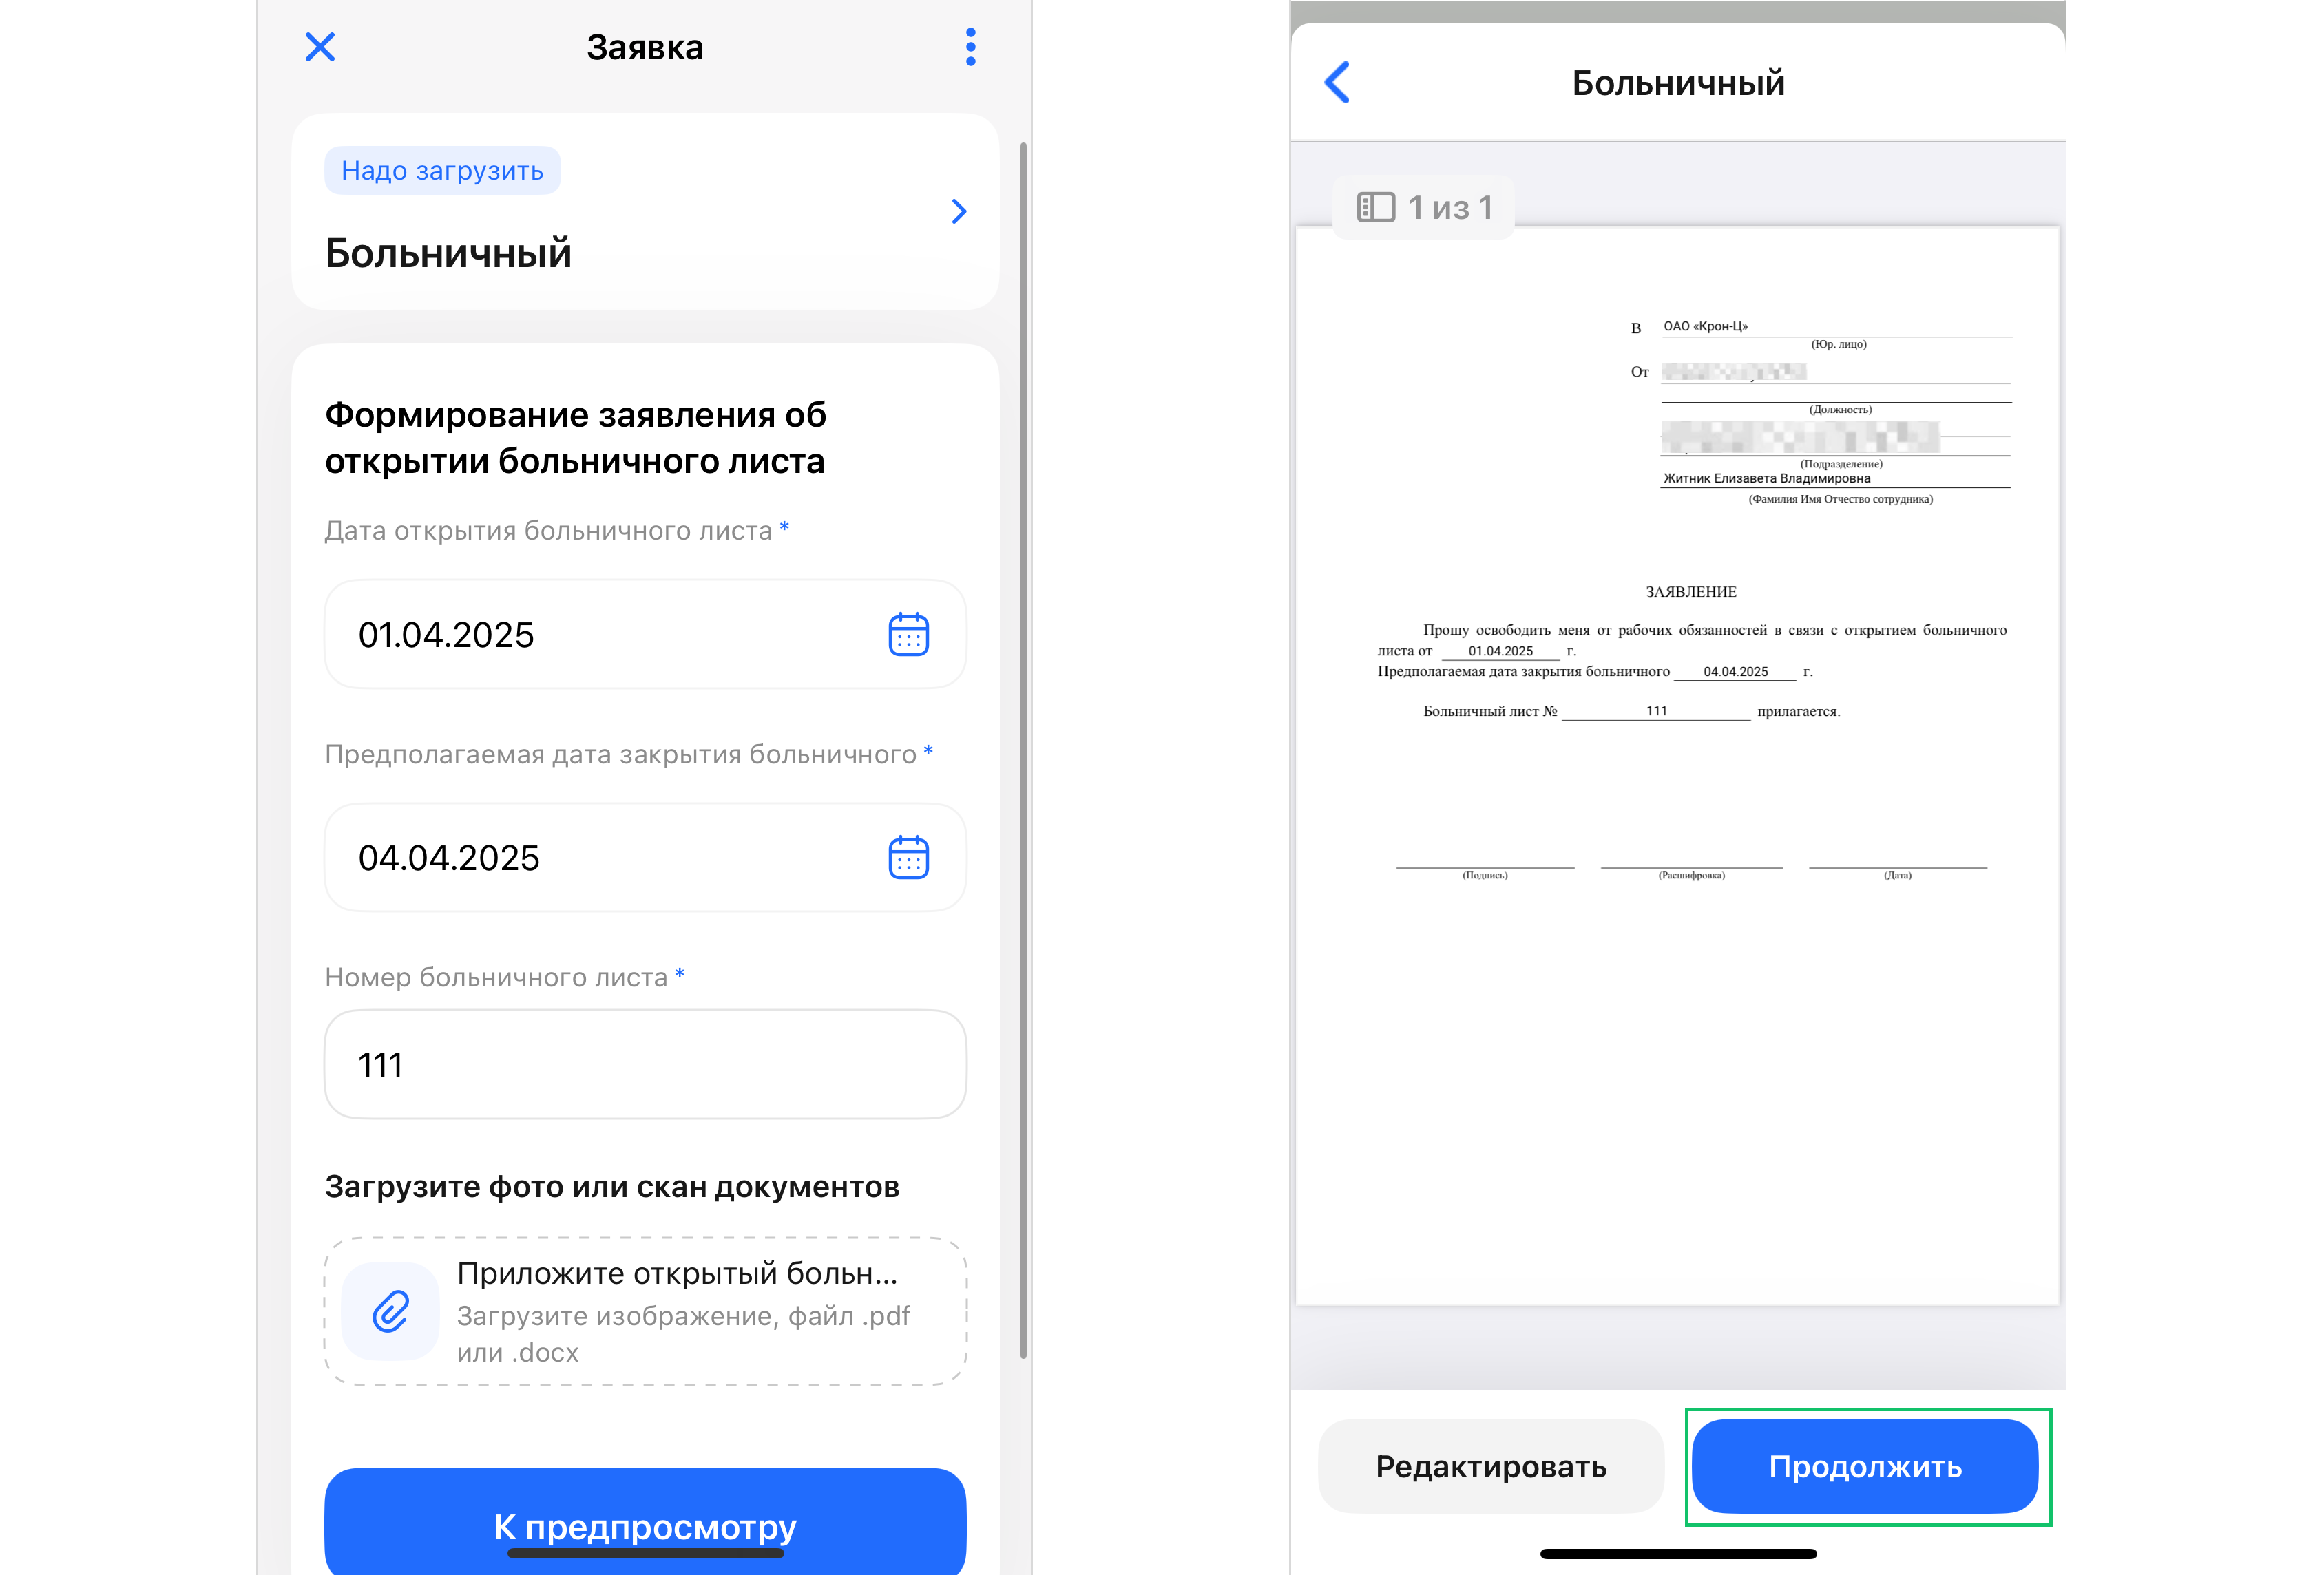 Заявка
Надо загрузить
Больничный
Формирование заявления об
открытии больничного листа
Дата открытия больничного листа *
01.04.2025
Предполагаемая дата закрытия больничного *
04.04.2025
Номер больничного листа *
111
Загрузите фото или скан документов
Приложите открытый больн...
Загрузите изображение, файл .pdf
или .docx
К предпросмотру
Больничный
1 из 1
В ОАО «Крон-Ц»
(Юр. лицо)
От
(Должность)
(Подразделение)
Житник Елизавета Владимировна
(Фамилия Имя Отчество сотрудника)
ЗАЯВЛЕНИЕ
Прошу освободить меня от рабочих обязанностей в связи с открытием больничного
листа от 01.04.2025 г.
Предполагаемая дата закрытия больничного 04.04.2025 г.
Больничный лист № 111 прилагается.
(Подпись) (Расшифровка) (Дата)
Редактировать Продолжить